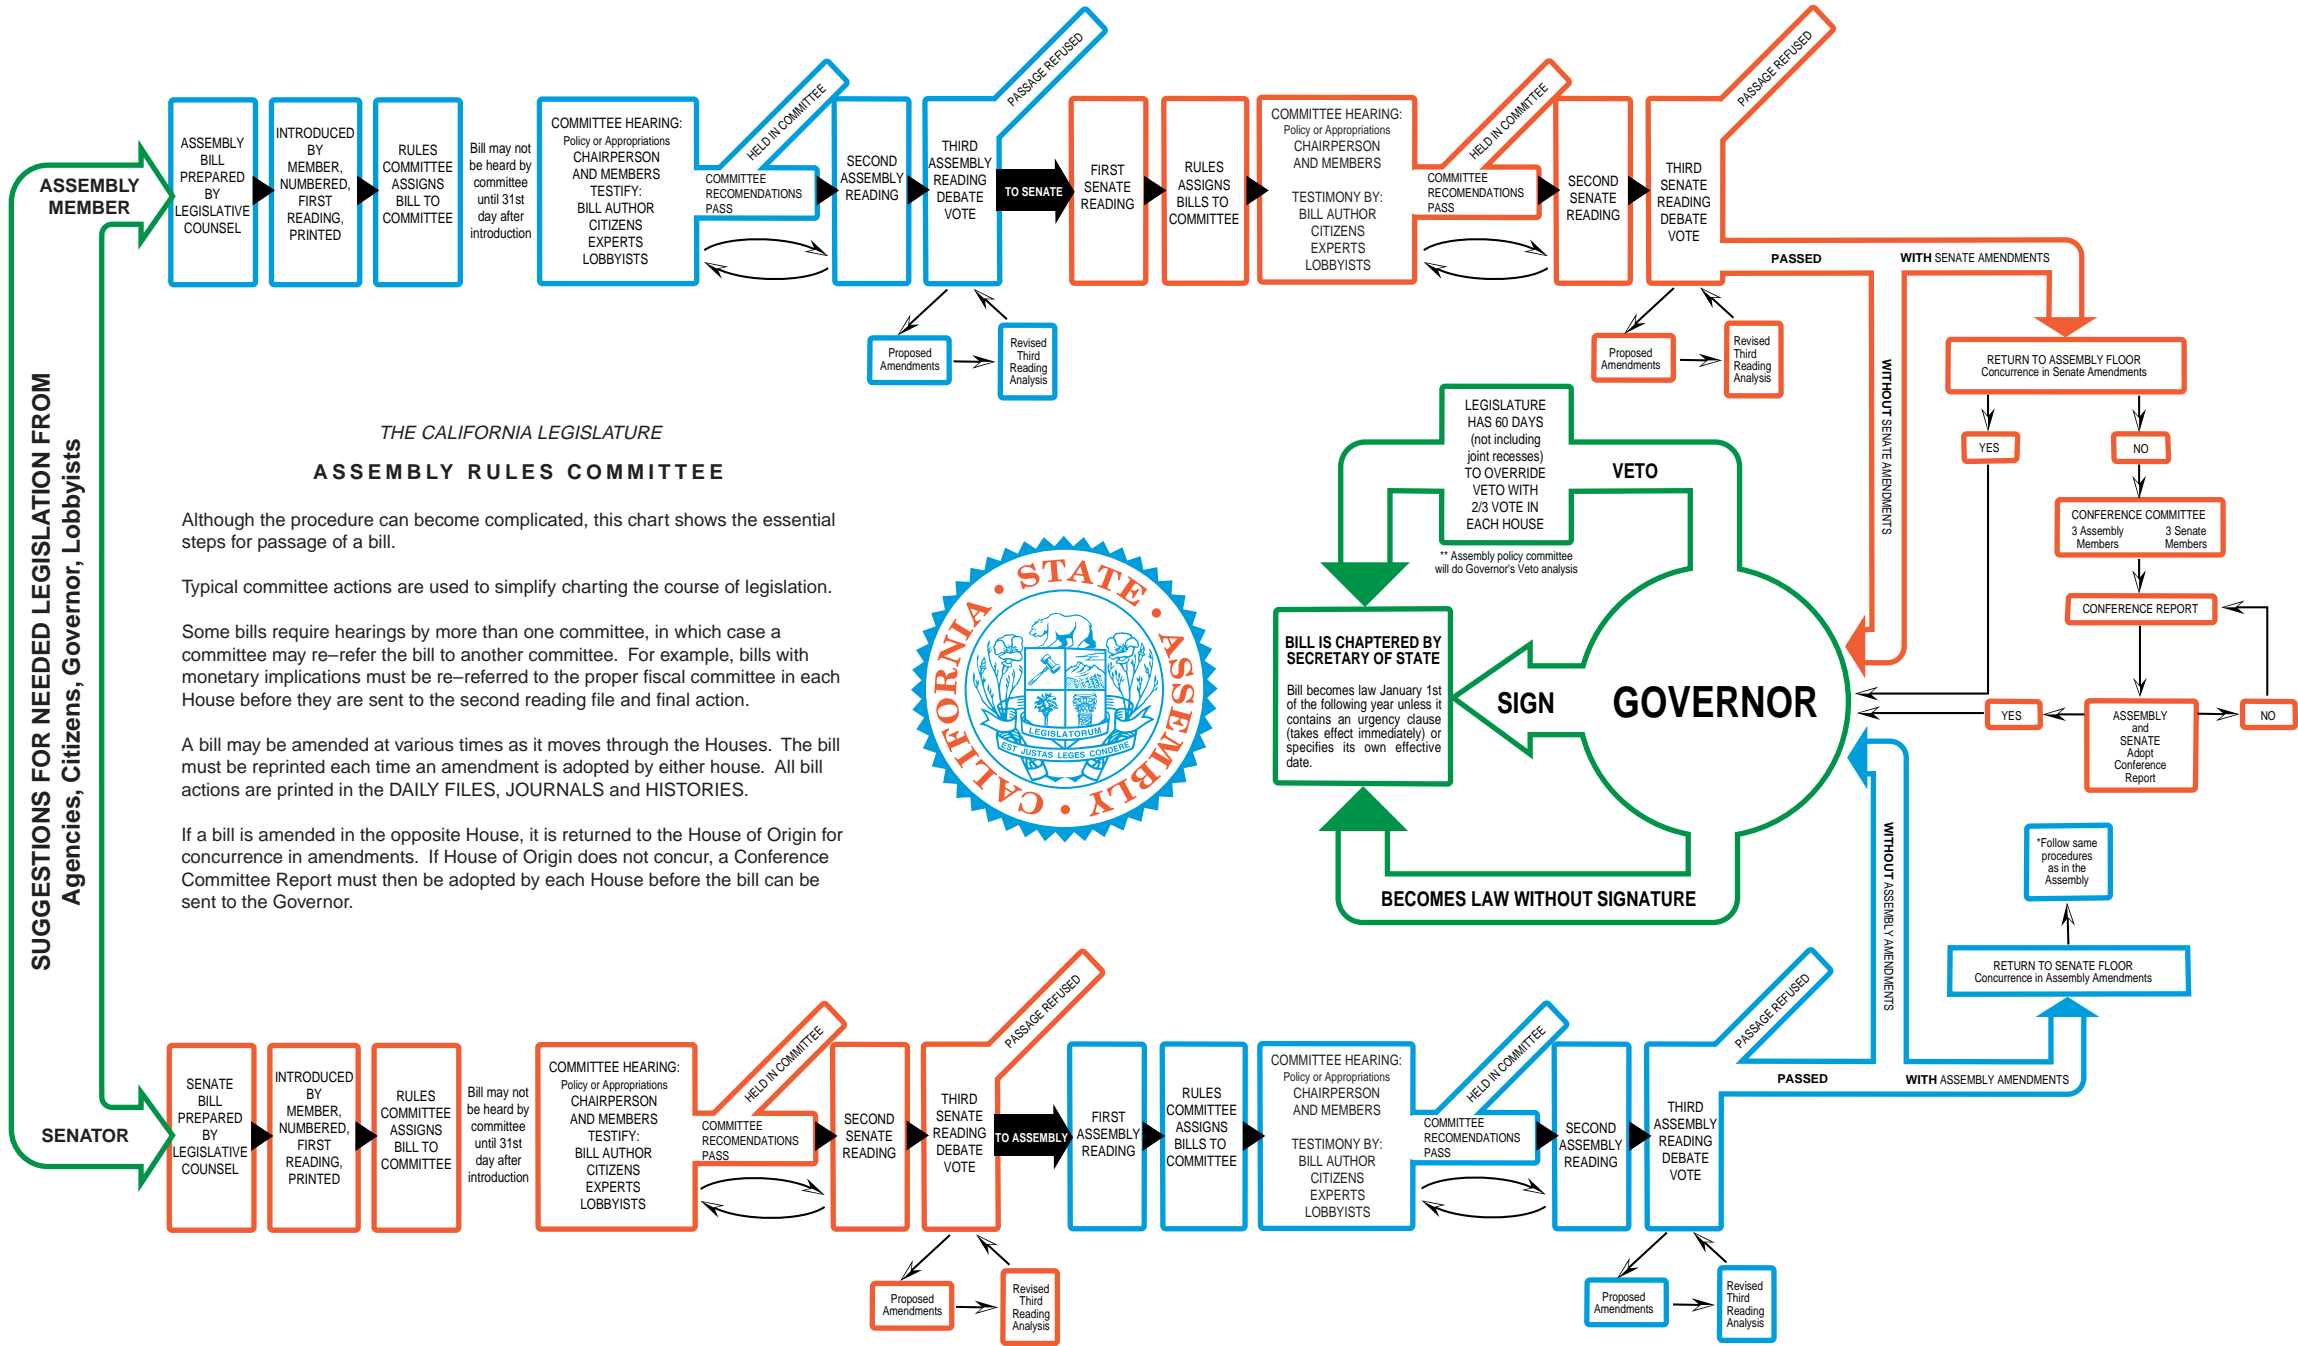 SUGGESTIONS FOR NEEDED LEGISLATION FROM
Agencies, Citizens, Governor, Lobbyists
ASSEMBLY
MEMBER
ASSEMBLY
BILL
PREPARED
BY
LEGISLATIVE
COUNSEL
INTRODUCED
BY
MEMBER,
NUMBERED,
FIRST
READING,
PRINTED
RULES
COMMITTEE
ASSIGNS
BILL TO
COMMITTEE
Bill may not
be heard by
committee
until 31st
day after
introduction
COMMITTEE HEARING:
Policy or Appropriations
CHAIRPERSON
AND MEMBERS
TESTIFY:
BILL AUTHOR
CITIZENS
EXPERTS
LOBBYISTS
HELD IN COMMITTEE
COMMITTEE
RECOMENDATIONS
PASS
SECOND
ASSEMBLY
READING
PASSAGE REFUSED
THIRD
ASSEMBLY
READING
DEBATE
VOTE
Proposed
Amendments
Revised
Third
Reading
Analysis
TO SENATE
FIRST
SENATE
READING
RULES
ASSIGNS
BILLS TO
COMMITTEE
COMMITTEE HEARING:
Policy or Appropriations
CHAIRPERSON
AND MEMBERS
TESTIMONY BY:
BILL AUTHOR
CITIZENS
EXPERTS
LOBBYISTS
HELD IN COMMITTEE
COMMITTEE
RECOMENDATIONS
PASS
SECOND
SENATE
READING
PASSAGE REFUSED
THIRD
SENATE
READING
DEBATE
VOTE
Proposed
Amendments
Revised
Third
Reading
Analysis
PASSED
WITH SENATE AMENDMENTS
WITHOUT SENATE AMENDMENTS
RETURN TO ASSEMBLY FLOOR
Concurrence in Senate Amendments
YES
NO
CONFERENCE COMMITTEE
3 Assembly 3 Senate
Members Members
CONFERENCE REPORT
YES
ASSEMBLY
and
SENATE
Adopt
Conference
Report
NO
THE CALIFORNIA LEGISLATURE
ASSEMBLY RULES COMMITTEE
Although the procedure can become complicated, this chart shows the essential
steps for passage of a bill.
Typical committee actions are used to simplify charting the course of legislation.
Some bills require hearings by more than one committee, in which case a
committee may re–refer the bill to another committee. For example, bills with
monetary implications must be re–referred to the proper fiscal committee in each
House before they are sent to the second reading file and final action.
A bill may be amended at various times as it moves through the Houses. The bill
must be reprinted each time an amendment is adopted by either house. All bill
actions are printed in the DAILY FILES, JOURNALS and HISTORIES.
If a bill is amended in the opposite House, it is returned to the House of Origin for
concurrence in amendments. If House of Origin does not concur, a Conference
Committee Report must then be adopted by each House before the bill can be
sent to the Governor.
CALIFORNIA • STATE • ASSEMBLY •
LEGISLATORUM
EST JUSTAS LEGES CONDERE
LEGISLATURE
HAS 60 DAYS
(not including
joint recesses)
TO OVERRIDE
VETO WITH
2/3 VOTE IN
EACH HOUSE
VETO
** Assembly policy committee
will do Governor's Veto analysis
BILL IS CHAPTERED BY
SECRETARY OF STATE
Bill becomes law January 1st
of the following year unless it
contains an urgency clause
(takes effect immediately) or
specifies its own effective
date.
SIGN
GOVERNOR
BECOMES LAW WITHOUT SIGNATURE
WITHOUT ASSEMBLY AMENDMENTS
*Follow same
procedures
as in the
Assembly
RETURN TO SENATE FLOOR
Concurrence in Assembly Amendments
SENATOR
SENATE
BILL
PREPARED
BY
LEGISLATIVE
COUNSEL
INTRODUCED
BY
MEMBER,
NUMBERED,
FIRST
READING,
PRINTED
RULES
COMMITTEE
ASSIGNS
BILL TO
COMMITTEE
Bill may not
be heard by
committee
until 31st
day after
introduction
COMMITTEE HEARING:
Policy or Appropriations
CHAIRPERSON
AND MEMBERS
TESTIFY:
BILL AUTHOR
CITIZENS
EXPERTS
LOBBYISTS
HELD IN COMMITTEE
COMMITTEE
RECOMENDATIONS
PASS
SECOND
SENATE
READING
PASSAGE REFUSED
THIRD
SENATE
READING
DEBATE
VOTE
Proposed
Amendments
Revised
Third
Reading
Analysis
TO ASSEMBLY
FIRST
ASSEMBLY
READING
RULES
COMMITTEE
ASSIGNS
BILLS TO
COMMITTEE
COMMITTEE HEARING:
Policy or Appropriations
CHAIRPERSON
AND MEMBERS
TESTIMONY BY:
BILL AUTHOR
CITIZENS
EXPERTS
LOBBYISTS
HELD IN COMMITTEE
COMMITTEE
RECOMENDATIONS
PASS
SECOND
ASSEMBLY
READING
PASSAGE REFUSED
THIRD
ASSEMBLY
READING
DEBATE
VOTE
Proposed
Amendments
Revised
Third
Reading
Analysis
PASSED
WITH ASSEMBLY AMENDMENTS